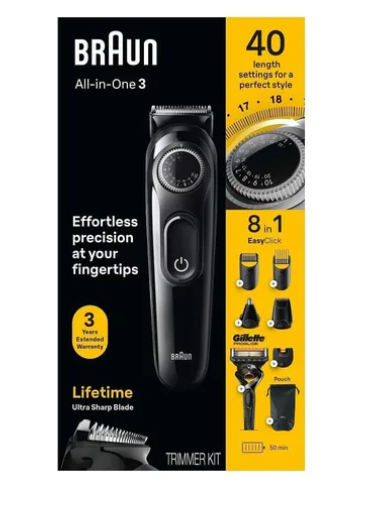 BRAUN
All-in-One 3
40
length
settings for a
perfect style
17 · 18 ·
Effortless
precision
at your
fingertips
8 in 1
EasyClick
3
Years
Extended
Warranty
Gillette
PROGLIDE
BRAUN
Pouch
Lifetime
Ultra Sharp Blade
TRIMMER KIT
50 min